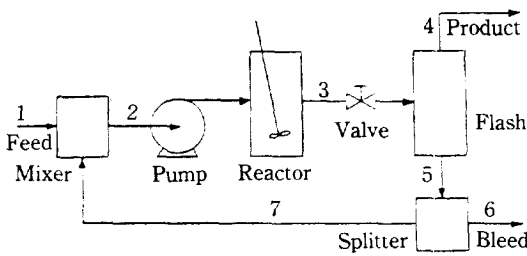 4
Product
1
Feed
Mixer
2
Pump
Reactor
3
Valve
Flash
5
7
Splitter
6
Bleed